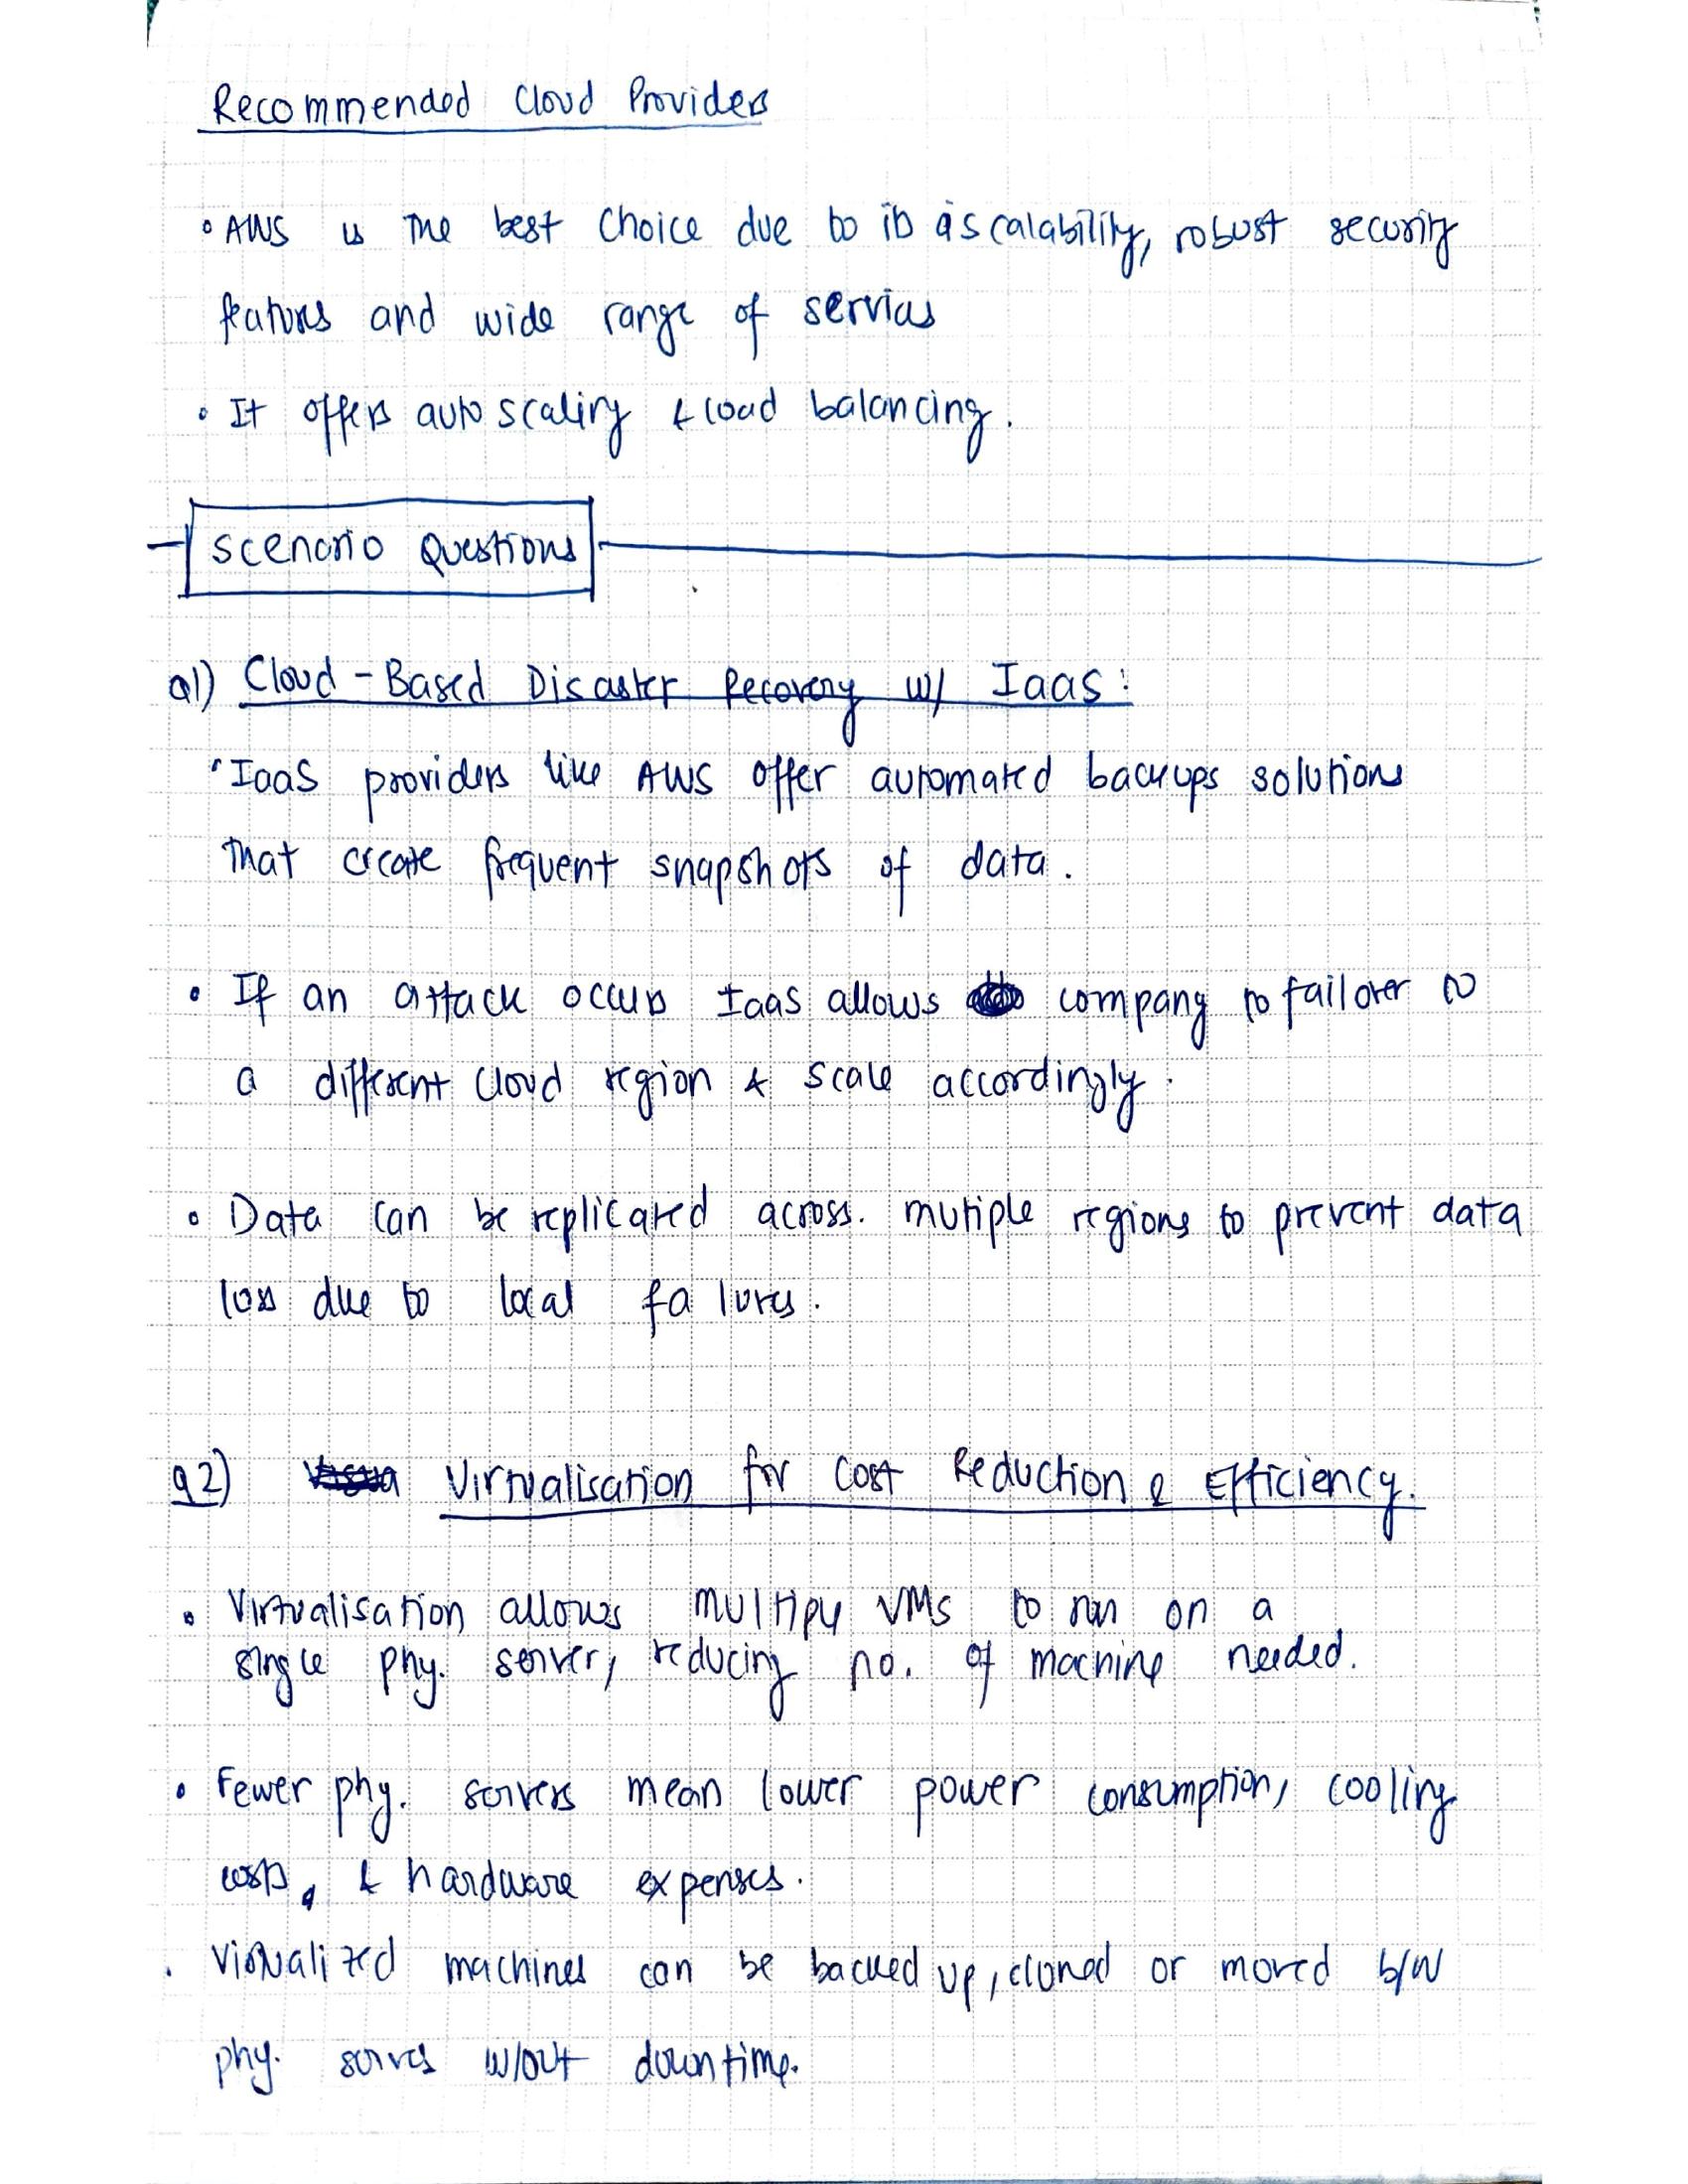 Recommended Cloud Providers
• AWS is the best choice due to its scalability, robust security
features and wide range of services
• It offers auto scaling & load balancing.
Scenario Questions
Q1) Cloud-Based Disaster Recovery w/ Iaas:
• IaaS providers like AWS offer automated backups solutions
that create frequent snapshots of data.
• If an attack occurs Iaas allows company to failover to
a different cloud region & scale accordingly.
• Data can be replicated across. mutiple regions to prevent data
loss due to local failures.
Q2) Virtualisation for Cost Reduction & Efficiency.
• Virtualisation allows multipy VMs to run on a
single phy. server, reducing no. of machine needed.
• Fewer phy. servers mean lower power consumption, cooling
costs, & hardware expenses.
• Virtualized machines can be backed up, cloned or moved b/w
phy. servers w/out downtime.